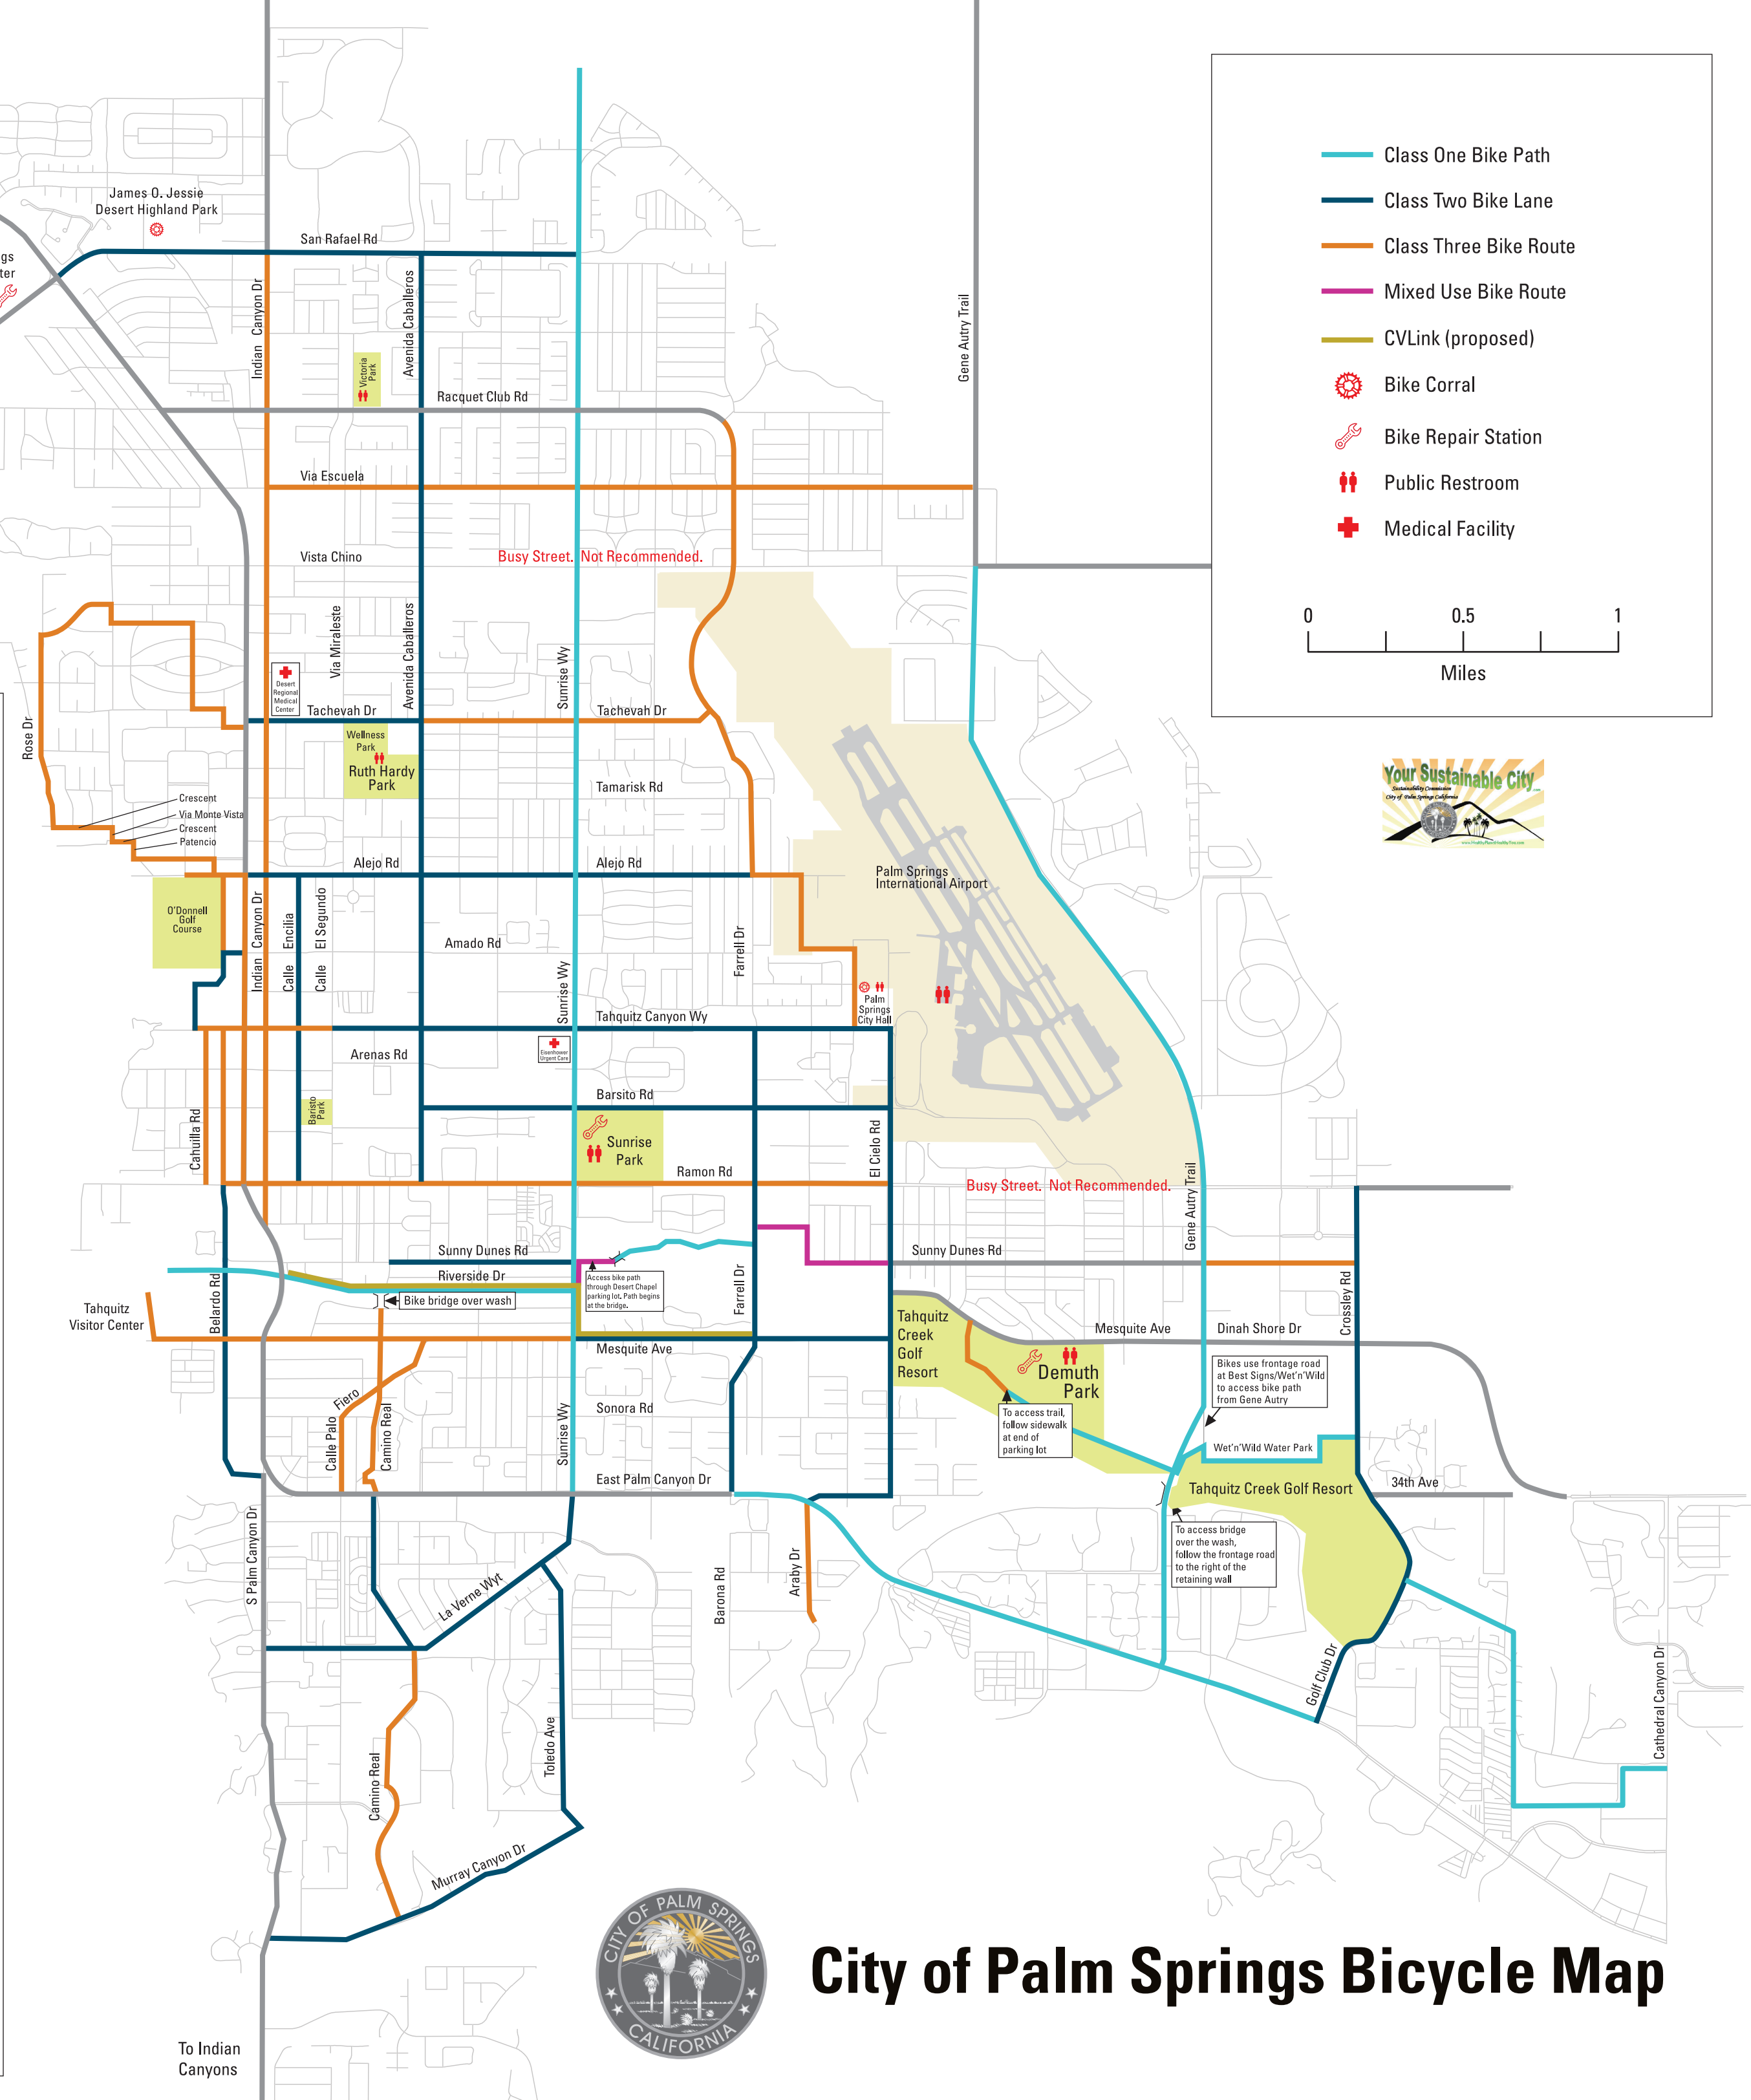 James O. Jessie
Desert Highland Park
gs
ter
San Rafael Rd
Indian Canyon Dr
Avenida Caballeros
Gene Autry Trail
Victoria
Park
Racquet Club Rd
Via Escuela
Vista Chino
Busy Street. Not Recommended.
Class One Bike Path
Class Two Bike Lane
Class Three Bike Route
Mixed Use Bike Route
CVLink (proposed)
Bike Corral
Bike Repair Station
Public Restroom
Medical Facility
0 0.5 1
Miles
Via Miraleste
Avenida Caballeros
Sunrise Wy
Desert
Regional
Medical
Center
Tachevah Dr
Tachevah Dr
Rose Dr
Wellness
Park
Ruth Hardy
Park
Tamarisk Rd
Your Sustainable City
.com
Sustainability Commission
City of Palm Springs California
Crescent
Via Monte Vista
Crescent
Patencio
Alejo Rd
Alejo Rd
Palm Springs
International Airport
O'Donnell
Golf
Course
Indian Canyon Dr
Calle Encilia
Calle El Segundo
Amado Rd
Sunrise Wy
Farrell Dr
Palm
Springs
City Hall
Tahquitz Canyon Wy
Arenas Rd
Eisenhower
Urgent Care
Barsito Rd
Baristo
Park
Cahuilla Rd
Sunrise
Park
El Cielo Rd
Ramon Rd
Busy Street. Not Recommended.
Gene Autry Trail
Sunny Dunes Rd
Sunny Dunes Rd
Riverside Dr
Access bike path
through Desert Chapel
parking lot. Path begins
at the bridge.
Bike bridge over wash
Belardo Rd
Farrell Dr
Crossley Rd
Tahquitz
Visitor Center
Tahquitz
Creek
Golf
Resort
Mesquite Ave
Dinah Shore Dr
Mesquite Ave
Demuth
Park
Bikes use frontage road
at Best Signs/Wet'n'Wild
to access bike path
from Gene Autry
Fiero
Calle Palo
Camino Real
Sonora Rd
Sunrise Wy
To access trail,
follow sidewalk
at end of
parking lot
Wet'n'Wild Water Park
East Palm Canyon Dr
Tahquitz Creek Golf Resort
34th Ave
S Palm Canyon Dr
To access bridge
over the wash,
follow the frontage road
to the right of the
retaining wall
La Verne Wyt
Barona Rd
Araby Dr
Golf Club Dr
Cathedral Canyon Dr
Toledo Ave
Camino Real
Murray Canyon Dr
CITY OF PALM SPRINGS
CALIFORNIA
City of Palm Springs Bicycle Map
To Indian
Canyons